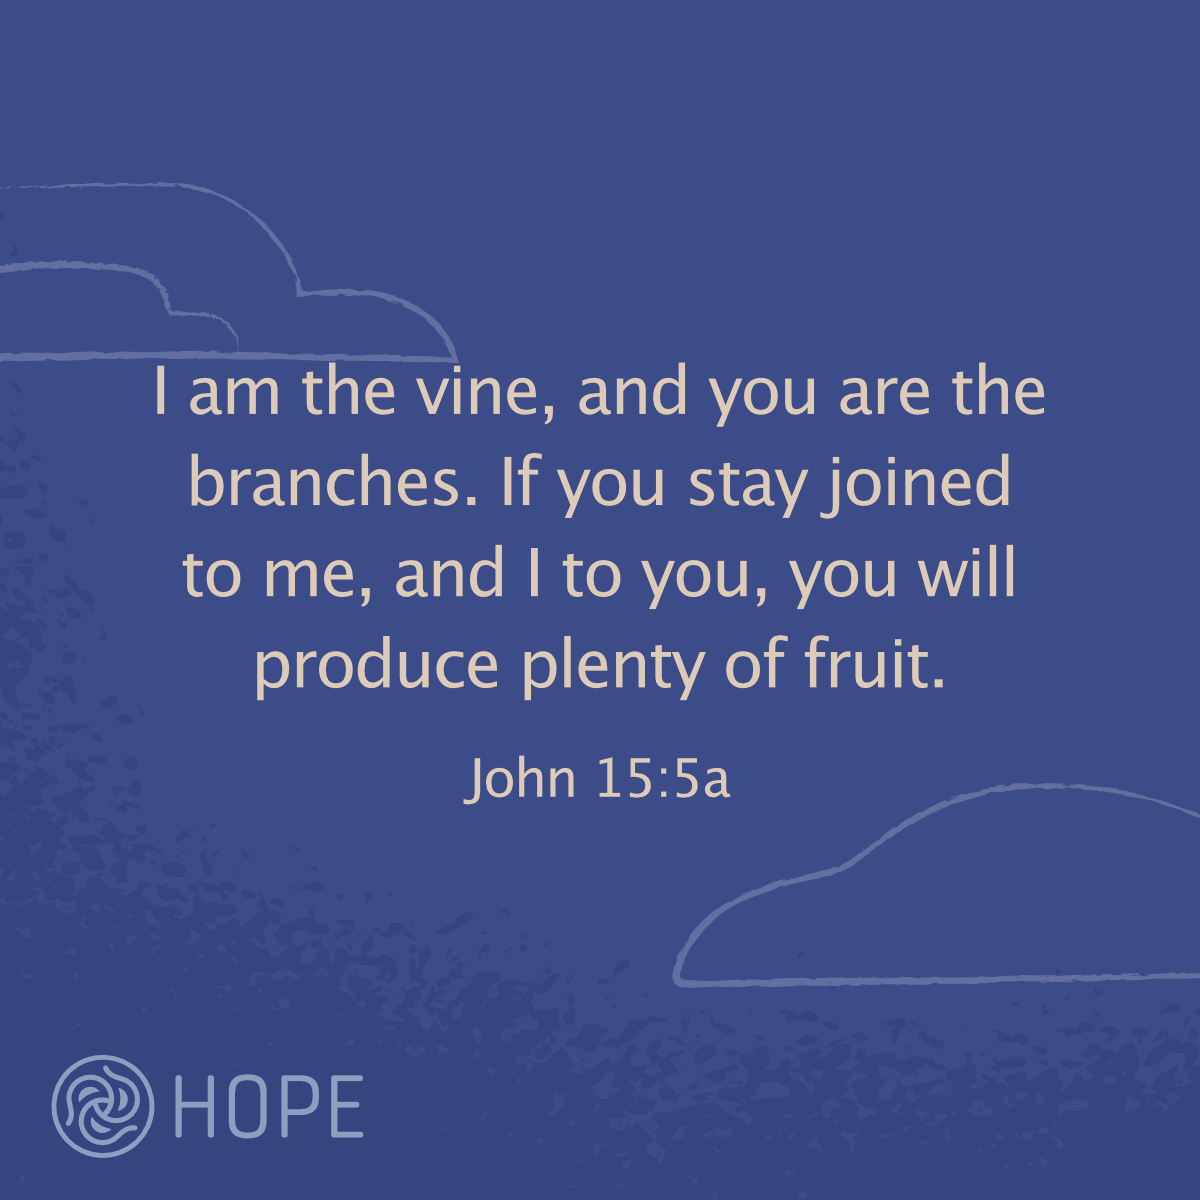 I am the vine, and you are the
branches. If you stay joined
to me, and I to you, you will
produce plenty of fruit.
John 15:5a
HOPE